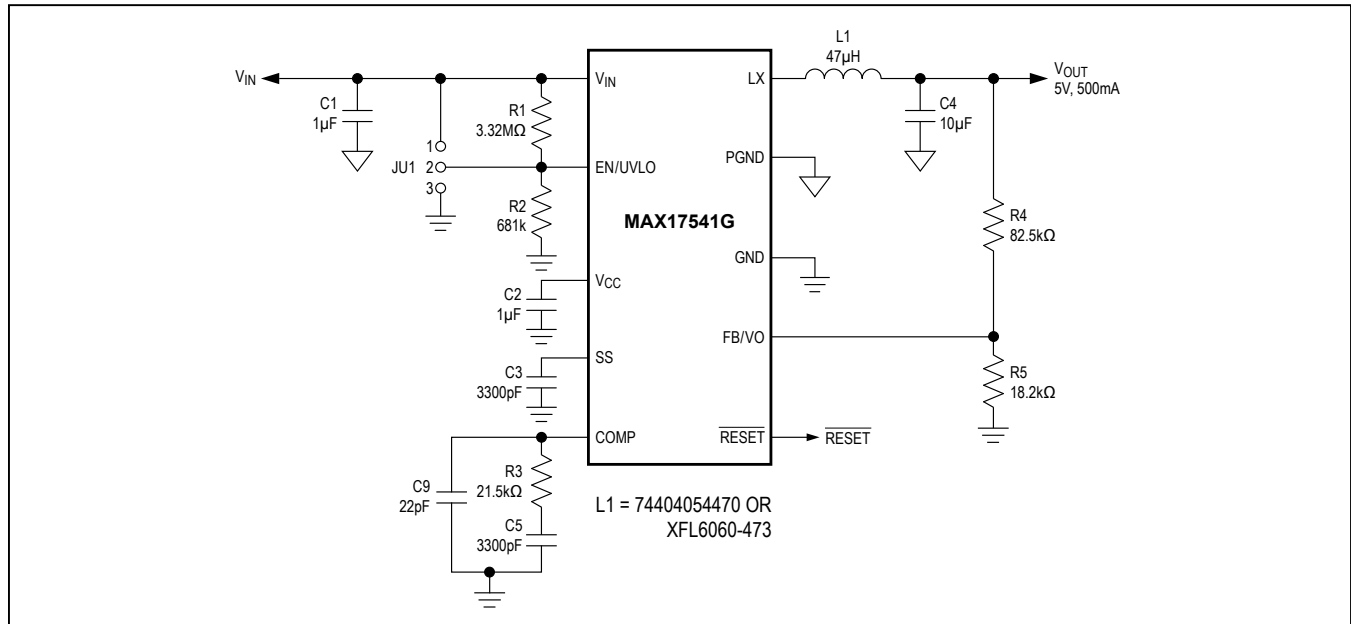 L1
47µH
VIN
VIN
LX
VOUT
5V, 500mA
C1
1µF
R1
3.32MΩ
C4
10µF
1
JU1 2
3
EN/UVLO
PGND
R2
681k
MAX17541G
R4
82.5kΩ
GND
VCC
C2
1µF
FB/VO
SS
C3
3300pF
R5
18.2kΩ
COMP
RESET
RESET
R3
21.5kΩ
C9
22pF
C5
3300pF
L1 = 74404054470 OR
XFL6060-473